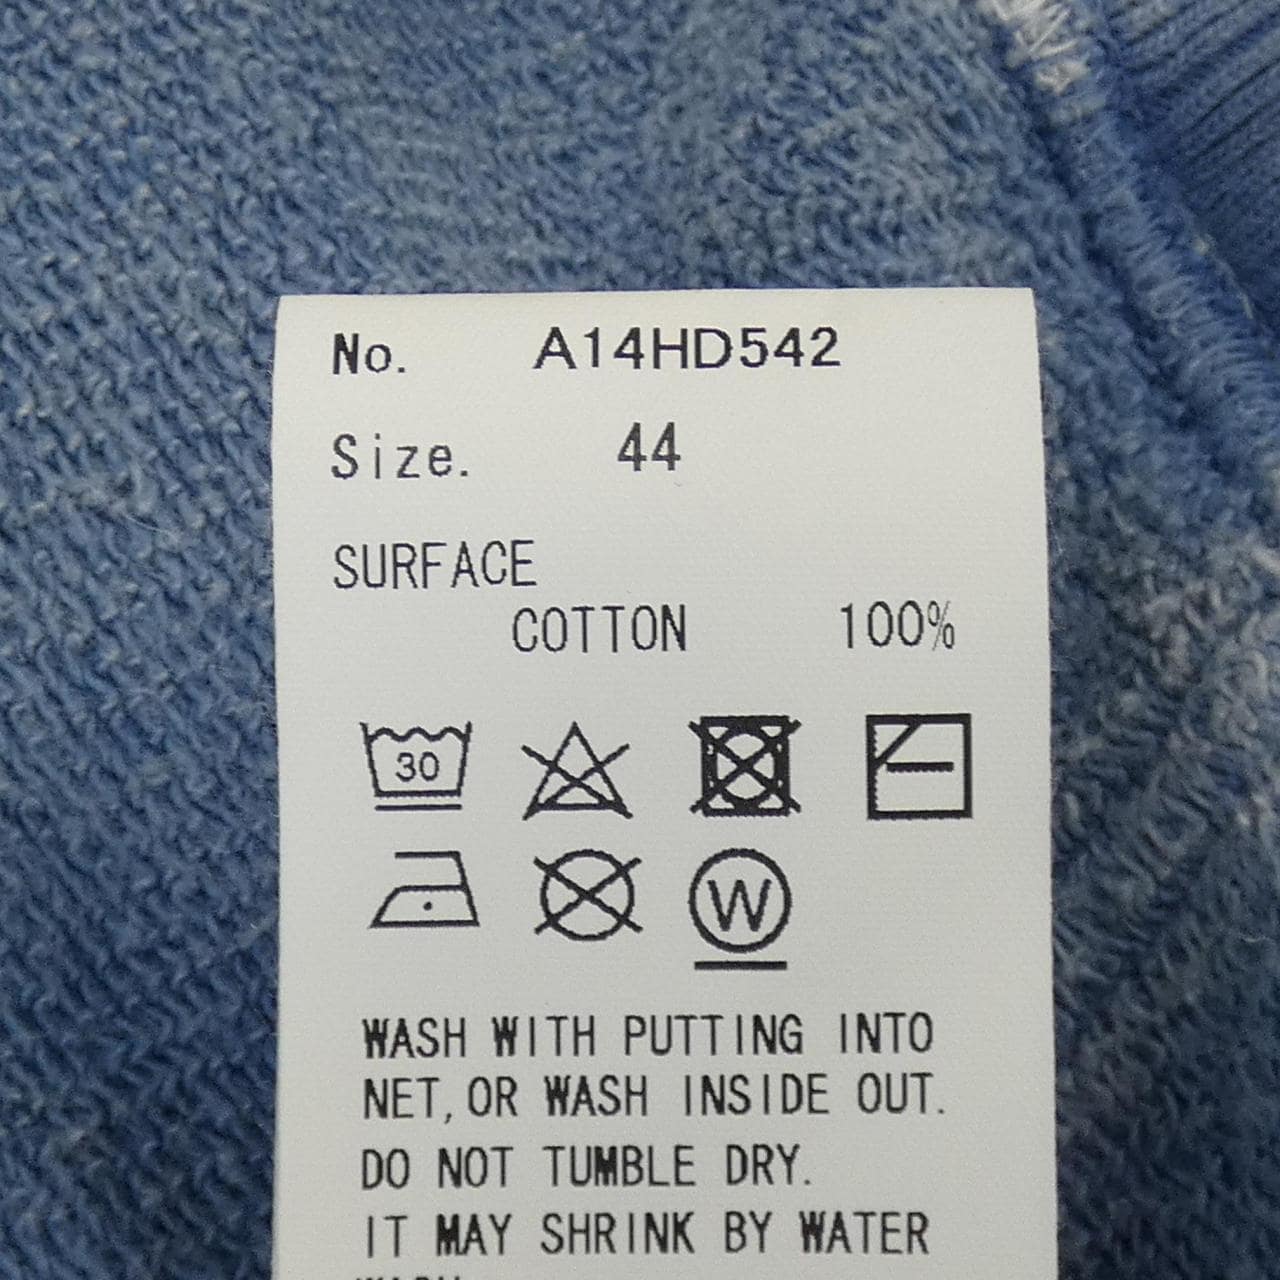 No. A14HD542
Size. 44
SURFACE
COTTON 100%
30
W
WASH WITH PUTTING INTO
NET, OR WASH INSIDE OUT.
DO NOT TUMBLE DRY.
IT MAY SHRINK BY WATER